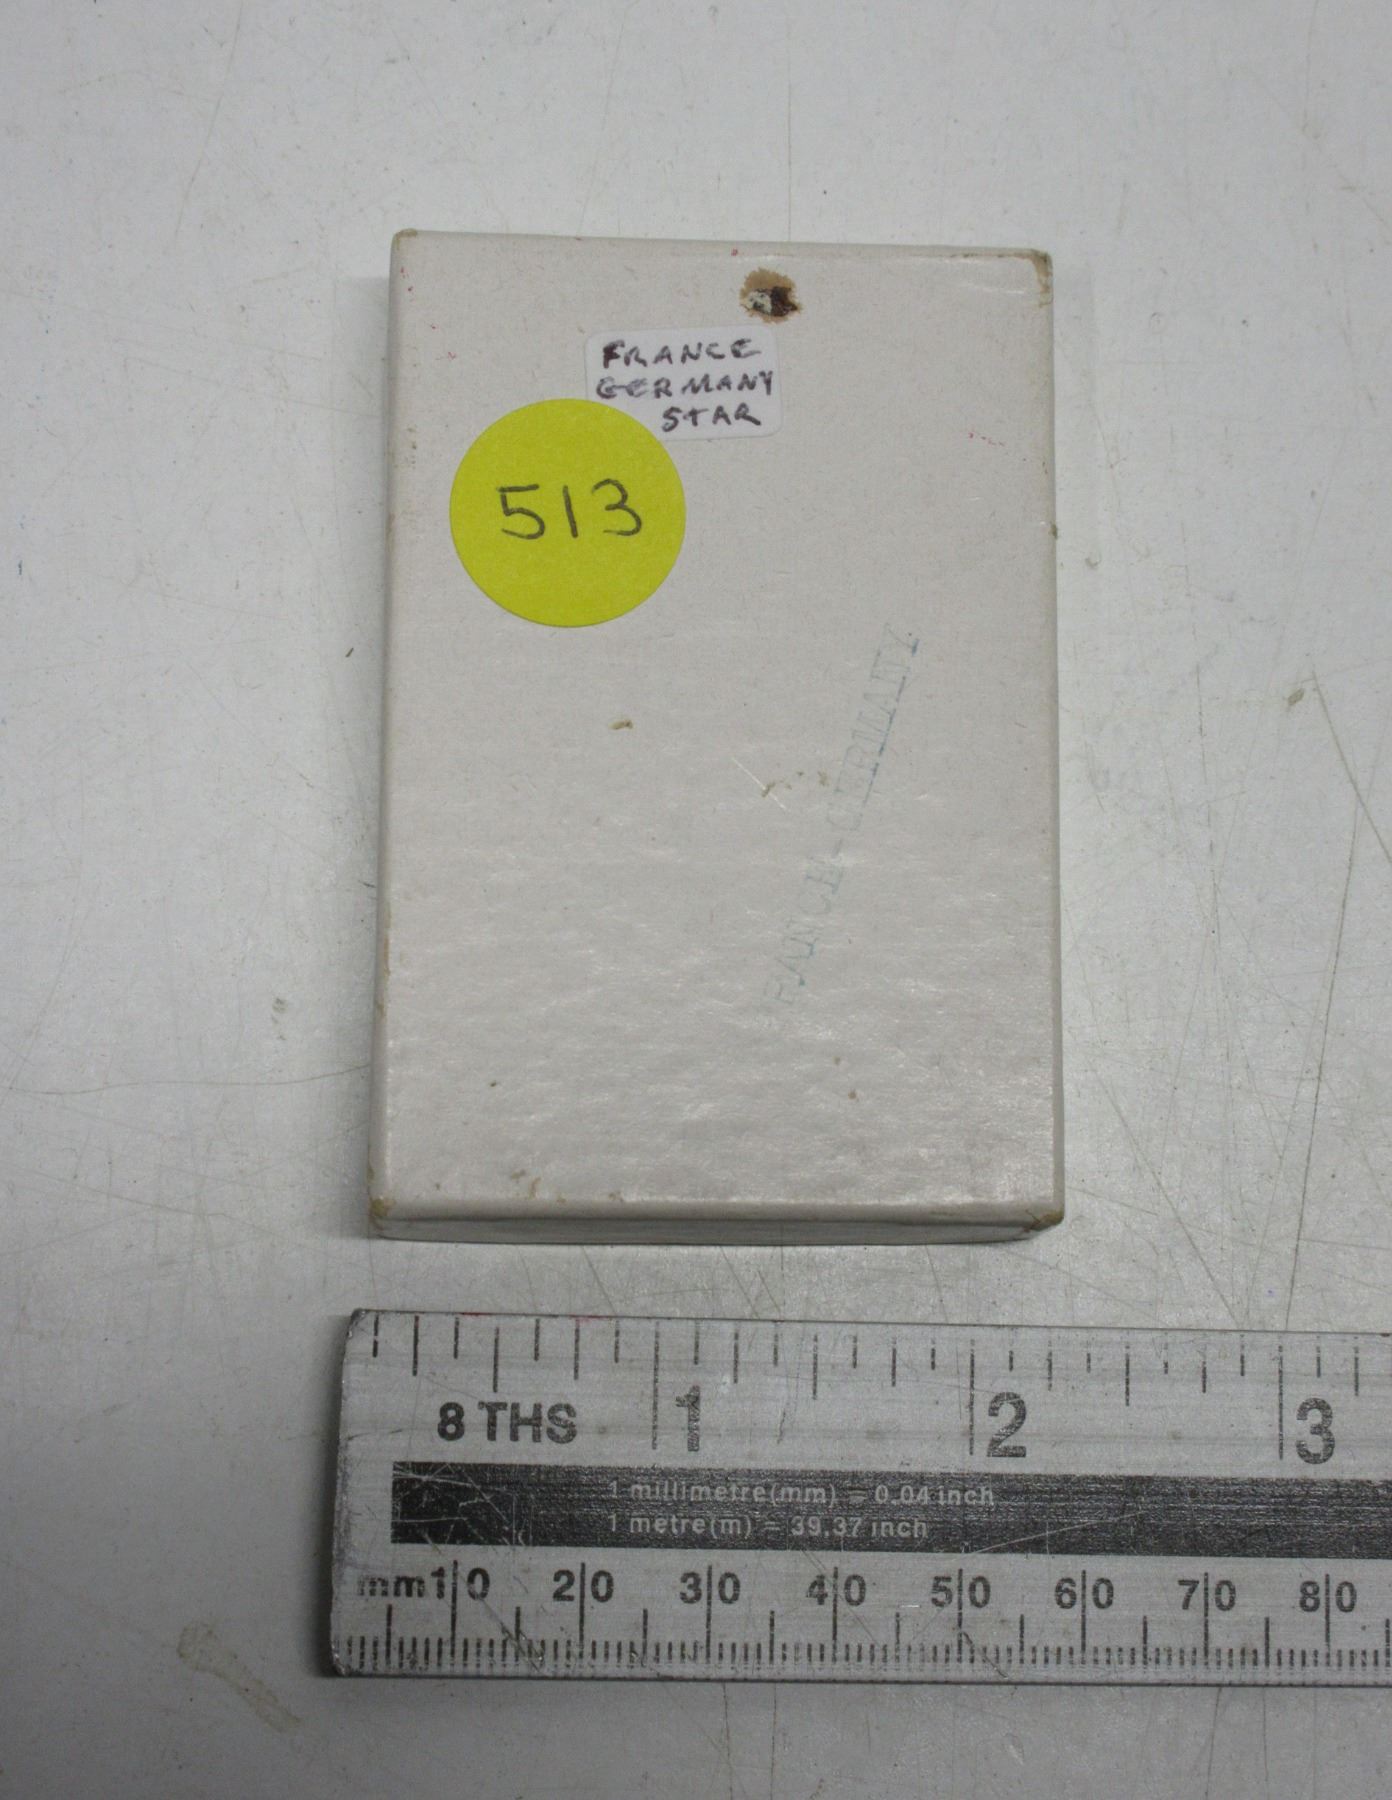 FRANCE
GERMANY
STAR
513
-GERMANY
1 2 3
8 THS
1 millimetre(mm) = 0.04 inch
1 metre(m) = 39.37 inch
mm 10 20 30 40 50 60 70 80